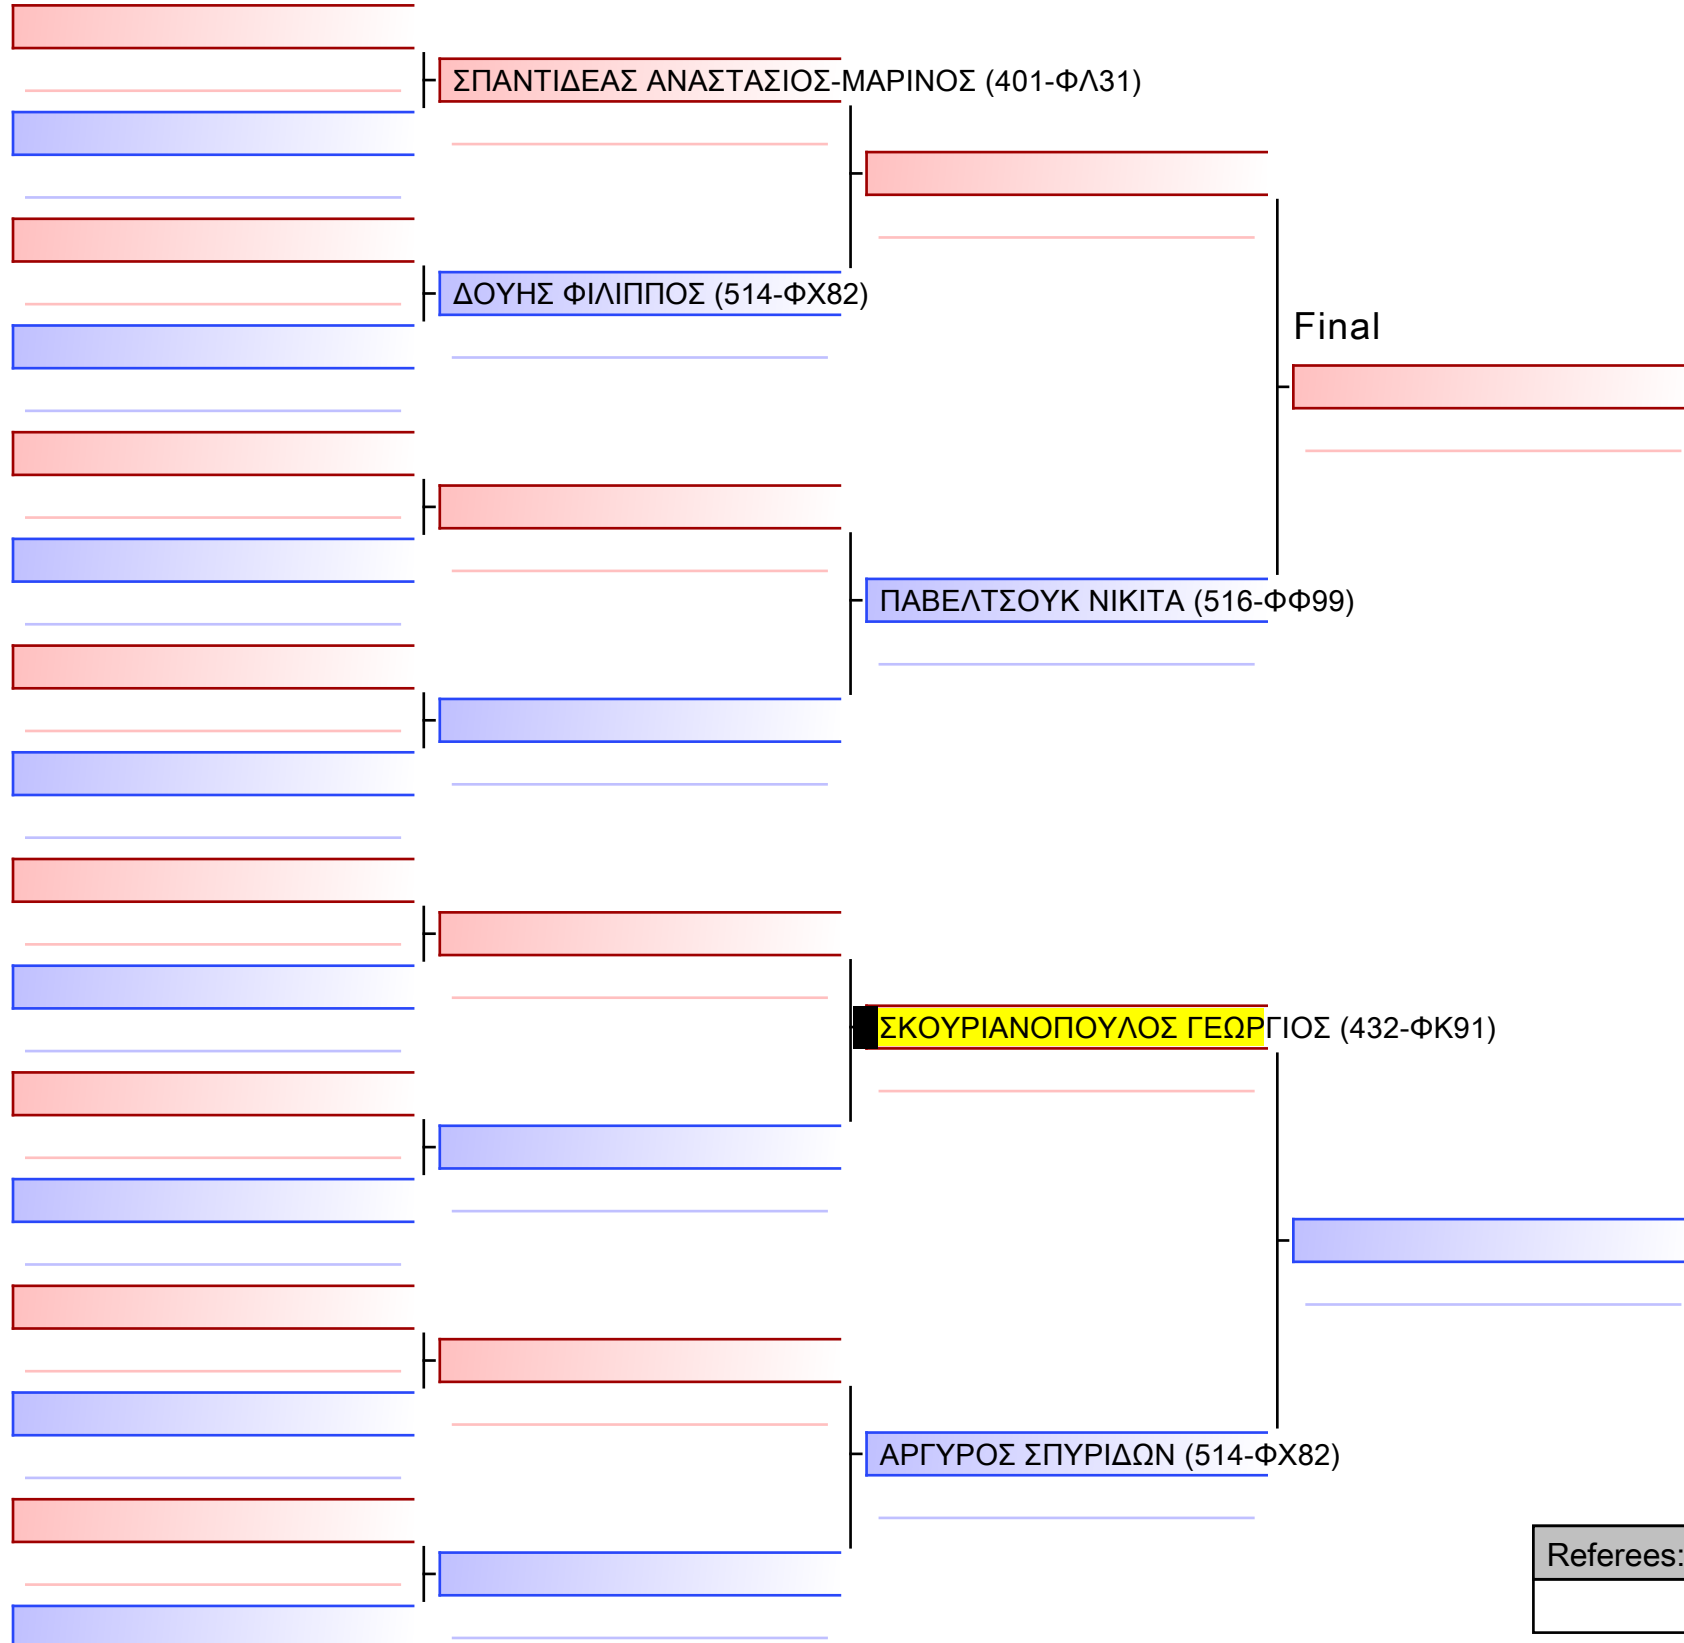 ΣΠΑΝΤΙΔΕΑΣ ΑΝΑΣΤΑΣΙΟΣ-ΜΑΡΙΝΟΣ (401-ΦΛ31)
ΔΟΥΗΣ ΦΙΛΙΠΠΟΣ (514-ΦΧ82)
Final
ΠΑΒΕΛΤΣΟΥΚ ΝΙΚΙΤΑ (516-ΦΦ99)
ΣΚΟΥΡΙΑΝΟΠΟΥΛΟΣ ΓΕΩΡΓΙΟΣ (432-ΦΚ91)
ΑΡΓΥΡΟΣ ΣΠΥΡΙΔΩΝ (514-ΦΧ82)
Referees: